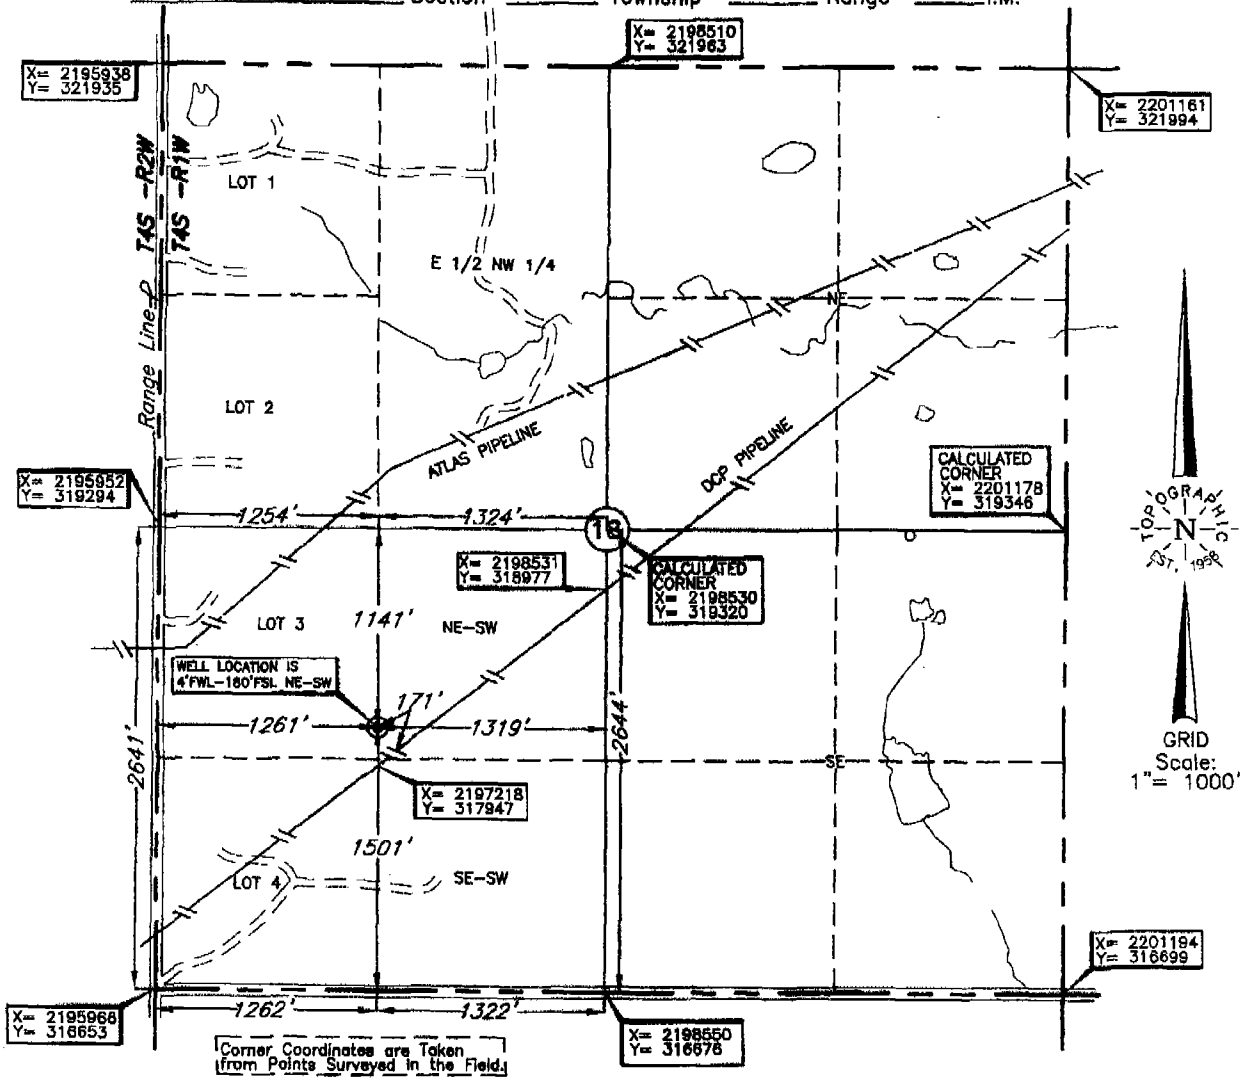 Section Township Range I.M.
X= 2198510
Y= 321963
X= 2195938
Y= 321935
X= 2201161
Y= 321994
T4S -R2W
T4S -R1W
LOT 1
E 1/2 NW 1/4
NE
Range Line
LOT 2
ATLAS PIPELINE
DCP PIPELINE
CALCULATED
CORNER
X= 2201178
Y= 319346
X= 2195952
Y= 319294
1254'
1324'
18
TOPOGRAPHIC
N
EST. 1958
X= 2198531
Y= 318977
CALCULATED
CORNER
X= 2198530
Y= 319320
LOT 3
1141'
NE-SW
WELL LOCATION IS
4'FWL-180'FSL NE-SW
171'
1261'
1319'
2641'
2644'
SE
GRID
Scale:
1"= 1000'
X= 2197218
Y= 317947
1501'
LOT 4
SE-SW
X= 2201194
Y= 316699
X= 2195968
Y= 316653
1262'
1322'
X= 2198550
Y= 316676
Corner Coordinates are Taken
from Points Surveyed in the Field.